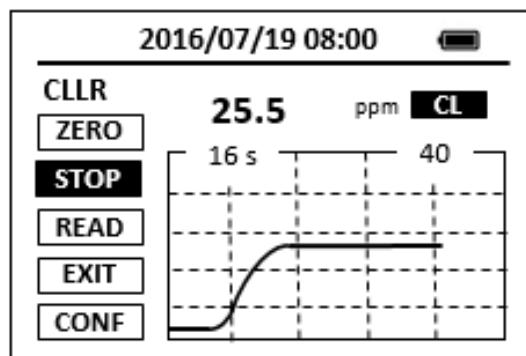 2016/07/19 08:00
CLLR
25.5 ppm CL
ZERO
16 s 40
STOP
READ
EXIT
CONF